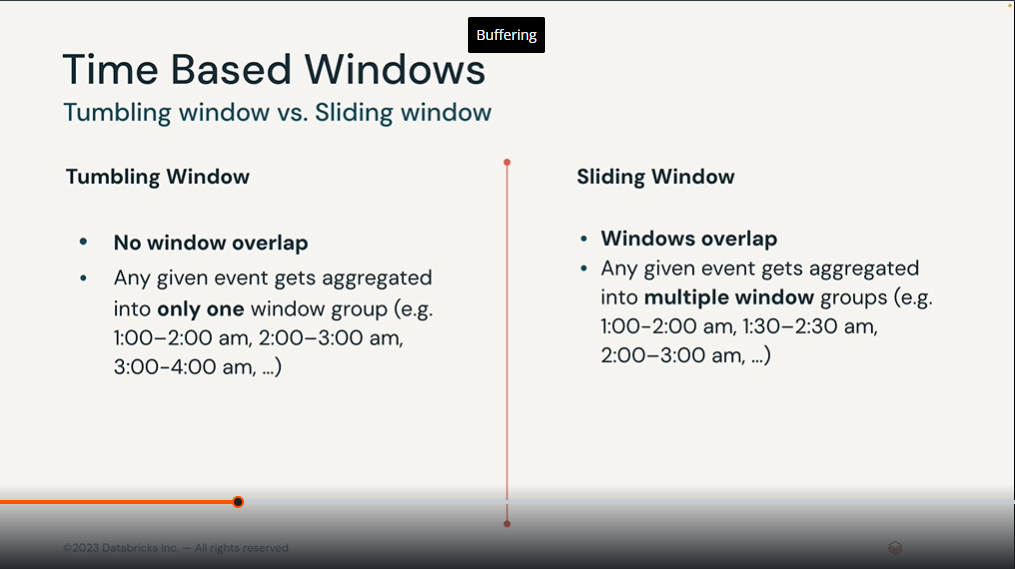 Buffering
Time Based Windows
Tumbling window vs. Sliding window
Tumbling Window
• No window overlap
• Any given event gets aggregated
into only one window group (e.g.
1:00–2:00 am, 2:00–3:00 am,
3:00-4:00 am, ...)
Sliding Window
• Windows overlap
• Any given event gets aggregated
into multiple window groups (e.g.
1:00-2:00 am, 1:30–2:30 am,
2:00–3:00 am, ...)
©2023 Databricks Inc. — All rights reserved